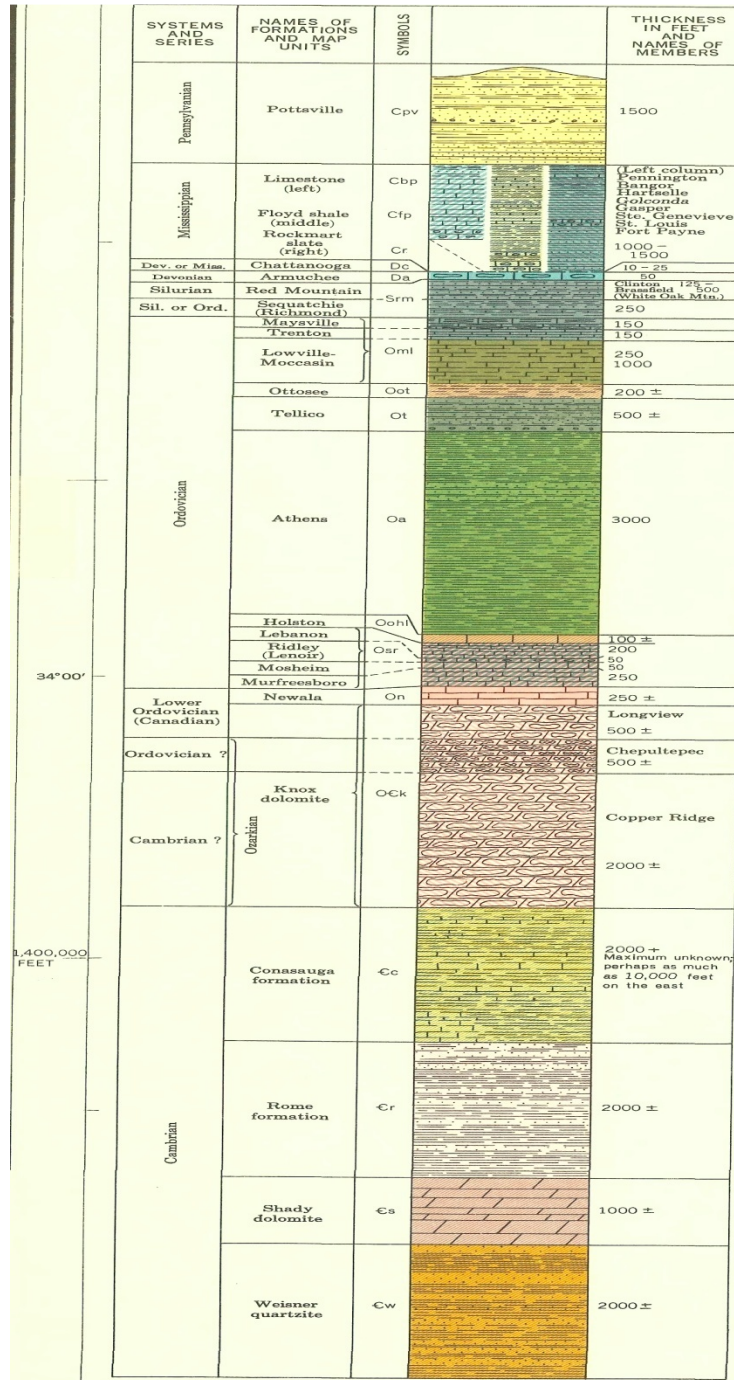 SYSTEMS
AND
SERIES
NAMES OF
FORMATIONS
AND MAP
UNITS
SYMBOLS
THICKNESS
IN FEET
AND
NAMES OF
MEMBERS
Pennsylvanian
Pottsville
Cpv
1500
Mississippian
Limestone
(left)
Cbp
Floyd shale
(middle)
Cfp
Rockmart
slate
(right)
Cr
(Left column)
Pennington
Bangor
Hartselle
Golconda
Gasper
Ste. Genevieve
St. Louis
Fort Payne
1000 –
1500
Dev. or Miss.
Chattanooga
Dc
10 - 25
Devonian
Armuchee
Da
50
Silurian
Red Mountain
Srm
Clinton 125 –
Brassfield 500
(White Oak Mtn.)
Sil. or Ord.
Sequatchie
(Richmond)
250
Ordovician
Maysville
150
Trenton
150
Lowville-
Moccasin
Oml
250
1000
Ottosee
Oot
200 ±
Tellico
Ot
500 ±
Athens
Oa
3000
Holston
Oohl
100 ±
Lebanon
200
Ridley
(Lenoir)
Osr
50
Mosheim
50
Murfreesboro
250
34°00'
Lower
Ordovician
(Canadian)
Newala
On
250 ±
Longview
500 ±
Ordovician ?
Chepultepec
500 ±
Knox
dolomite
OЄk
Ozarkian
Cambrian ?
Copper Ridge
2000 ±
1,400,000
FEET
Cambrian
Conasauga
formation
Єc
2000 +
Maximum unknown;
perhaps as much
as 10,000 feet
on the east
Rome
formation
Єr
2000 ±
Shady
dolomite
Єs
1000 ±
Weisner
quartzite
Єw
2000 ±